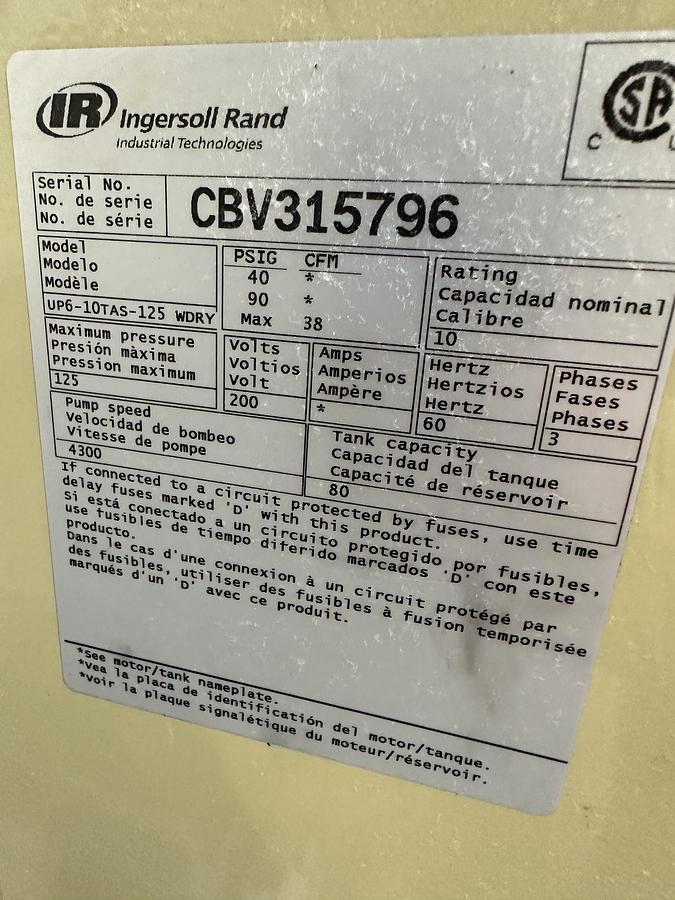 IR Ingersoll Rand
Industrial Technologies
C SA
Serial No.
No. de serie
No. de série
CBV315796
Model
Modelo
Modèle
UP6-10TAS-125 WDRY
PSIG CFM
40 *
90 *
Max 38
Rating
Capacidad nominal
Calibre
10
Maximum pressure
Presión màxima
Pression maximum
125
Volts
Voltios
Volt
200
Amps
Amperios
Ampère
*
Hertz
Hertzios
Hertz
60
Phases
Fases
Phases
3
Pump speed
Velocidad de bombeo
Vitesse de pompe
4300
Tank capacity
Capacidad del tanque
Capacité de réservoir
80
If connected to a circuit protected by fuses, use time
delay fuses marked 'D' with this product.
Si está conectado a un circuito protegido por fusibles,
use fusibles de tiempo diferido marcados 'D' con este
producto.
Dans le cas d'une connexion à un circuit protégé par
des fusibles, utiliser des fusibles à fusion temporisée
marqués d'un 'D' avec ce produit.
*See motor/tank nameplate.
*Vea la placa de identificación del motor/tanque.
*Voir la plaque signalétique du moteur/réservoir.